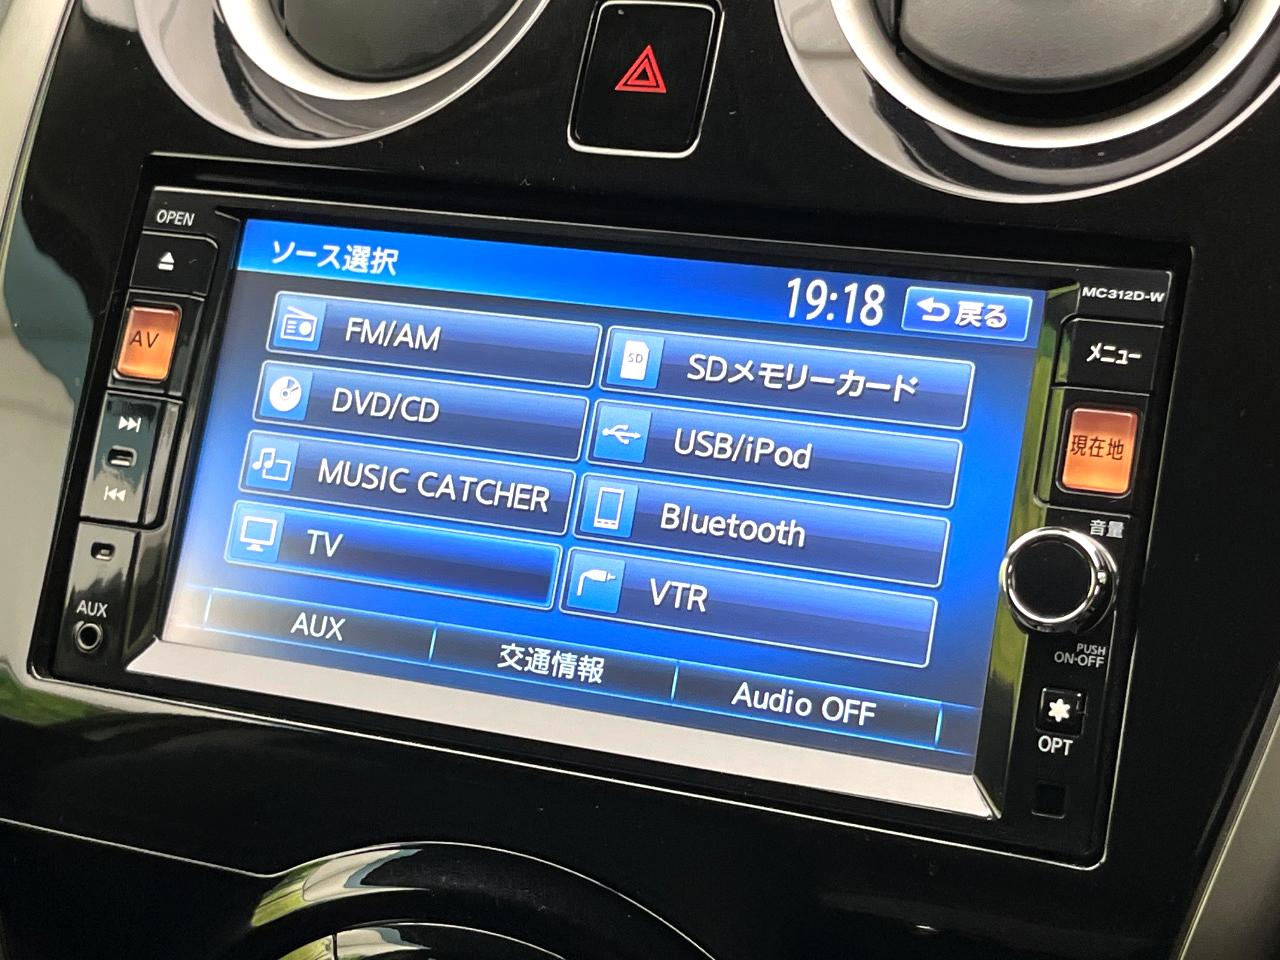 OPEN
AV
AUX
ソース選択
19:18
戻る
FM/AM
SDメモリーカード
SD
DVD/CD
USB/iPod
MUSIC CATCHER
Bluetooth
TV
VTR
AUX
交通情報
Audio OFF
MC312D-W
メニュー
現在地
音量
PUSH
ON·OFF
OPT